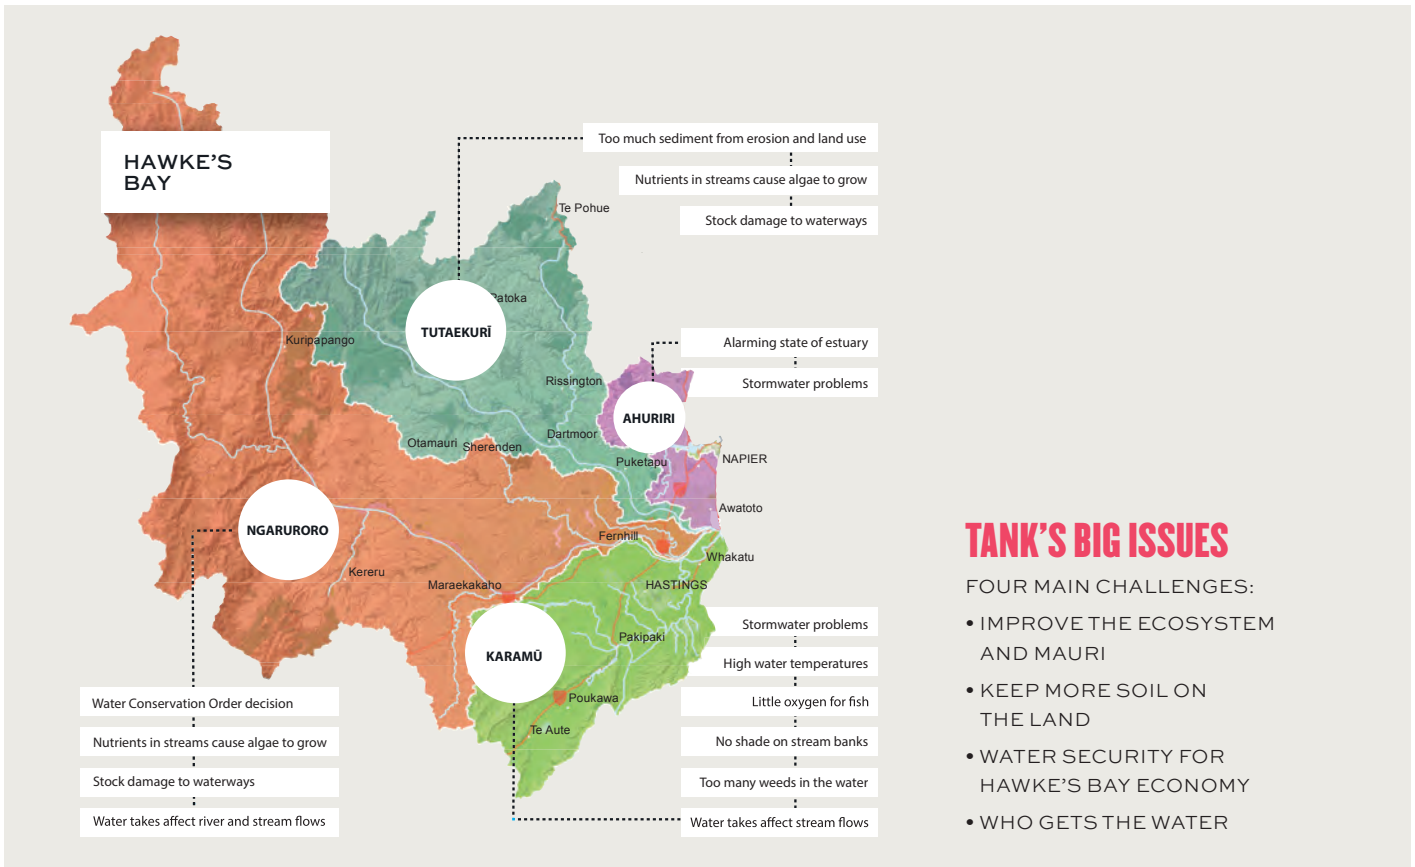 HAWKE'S
BAY
Too much sediment from erosion and land use
Nutrients in streams cause algae to grow
Stock damage to waterways
Te Pohue
Patoka
TUTAEKURĪ
Kuripapango
Alarming state of estuary
Stormwater problems
Rissington
AHURIRI
Otamauri
Sherenden
Dartmoor
Puketapu
NAPIER
Awatoto
NGARURORO
Fernhill
Whakatu
Kereru
Maraekakaho
HASTINGS
KARAMŪ
Pakipaki
Poukawa
Te Aute
Water Conservation Order decision
Nutrients in streams cause algae to grow
Stock damage to waterways
Water takes affect river and stream flows
Stormwater problems
High water temperatures
Little oxygen for fish
No shade on stream banks
Too many weeds in the water
Water takes affect stream flows
TANK'S BIG ISSUES
FOUR MAIN CHALLENGES:
• IMPROVE THE ECOSYSTEM
AND MAURI
• KEEP MORE SOIL ON
THE LAND
• WATER SECURITY FOR
HAWKE'S BAY ECONOMY
• WHO GETS THE WATER